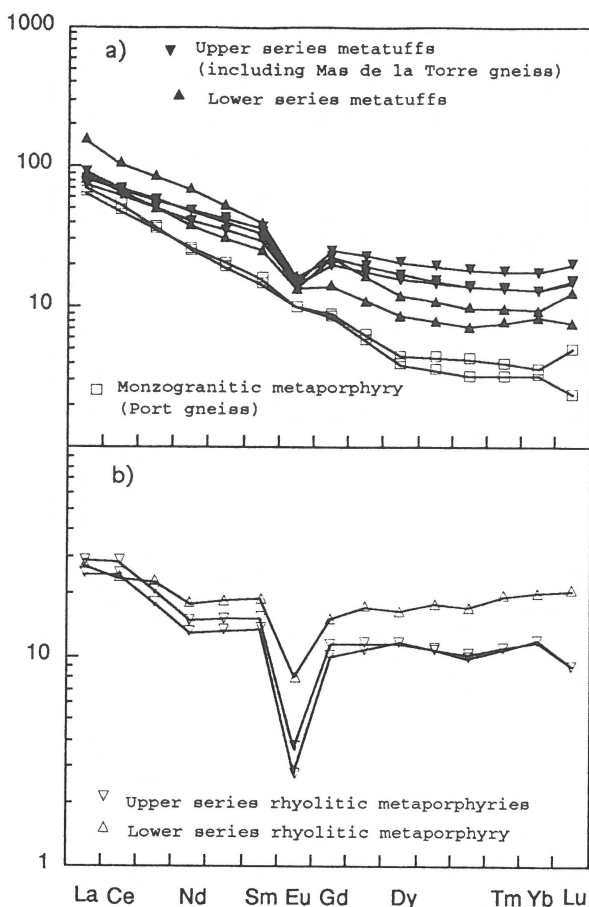 1000
a)
Upper series metatuffs
(including Mas de la Torre gneiss)
Lower series metatuffs
100
10
Monzogranitic metaporphyry
(Port gneiss)
b)
10
Upper series rhyolitic metaporphyries
Lower series rhyolitic metaporphyry
1
La Ce Nd Sm Eu Gd Dy Tm Yb Lu